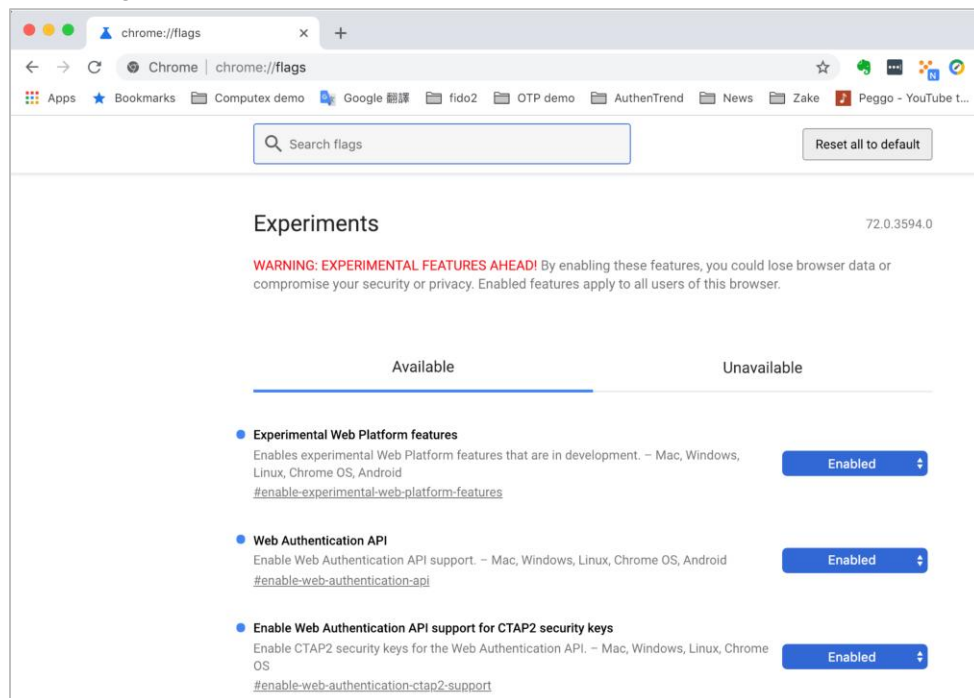 chrome://flags
Chrome | chrome://flags
Apps Bookmarks Computex demo Google 翻譯 fido2 OTP demo AuthenTrend News Zake Peggo - YouTube t...
N
Search flags
Reset all to default
Experiments
72.0.3594.0
WARNING: EXPERIMENTAL FEATURES AHEAD! By enabling these features, you could lose browser data or
compromise your security or privacy. Enabled features apply to all users of this browser.
Available
Unavailable
Experimental Web Platform features
Enables experimental Web Platform features that are in development. – Mac, Windows,
Linux, Chrome OS, Android
#enable-experimental-web-platform-features
Enabled
Web Authentication API
Enable Web Authentication API support. – Mac, Windows, Linux, Chrome OS, Android
#enable-web-authentication-api
Enabled
Enable Web Authentication API support for CTAP2 security keys
Enable CTAP2 security keys for the Web Authentication API. – Mac, Windows, Linux, Chrome
OS
#enable-web-authentication-ctap2-support
Enabled